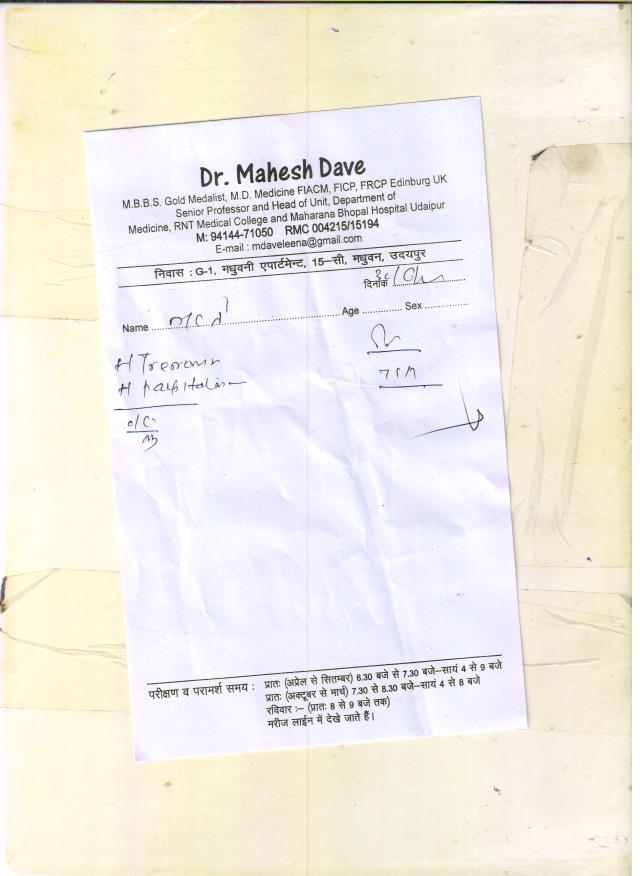 Dr. Mahesh Dave
M.B.B.S. Gold Medalist, M.D. Medicine FIACM, FICP, FRCP Edinburg UK
Senior Professor and Head of Unit, Department of
Medicine, RNT Medical College and Maharana Bhopal Hospital Udaipur
M: 94144-71050 RMC 004215/15194
E-mail : mdaveleena@gmail.com
निवास : G-1, मधुवनी एपार्टमेन्ट, 15-सी, मधुवन, उदयपुर
दिनांक
Name Age Sex
परीक्षण व परामर्श समय : प्रातः (अप्रेल से सितम्बर) 6.30 बजे से 7.30 बजे-सायं 4 से 9 बजे
प्रातः (अक्टूबर से मार्च) 7.30 से 8.30 बजे-सायं 4 से 8 बजे
रविवार :- (प्रातः 8 से 9 बजे तक)
मरीज लाईन में देखे जाते हैं।